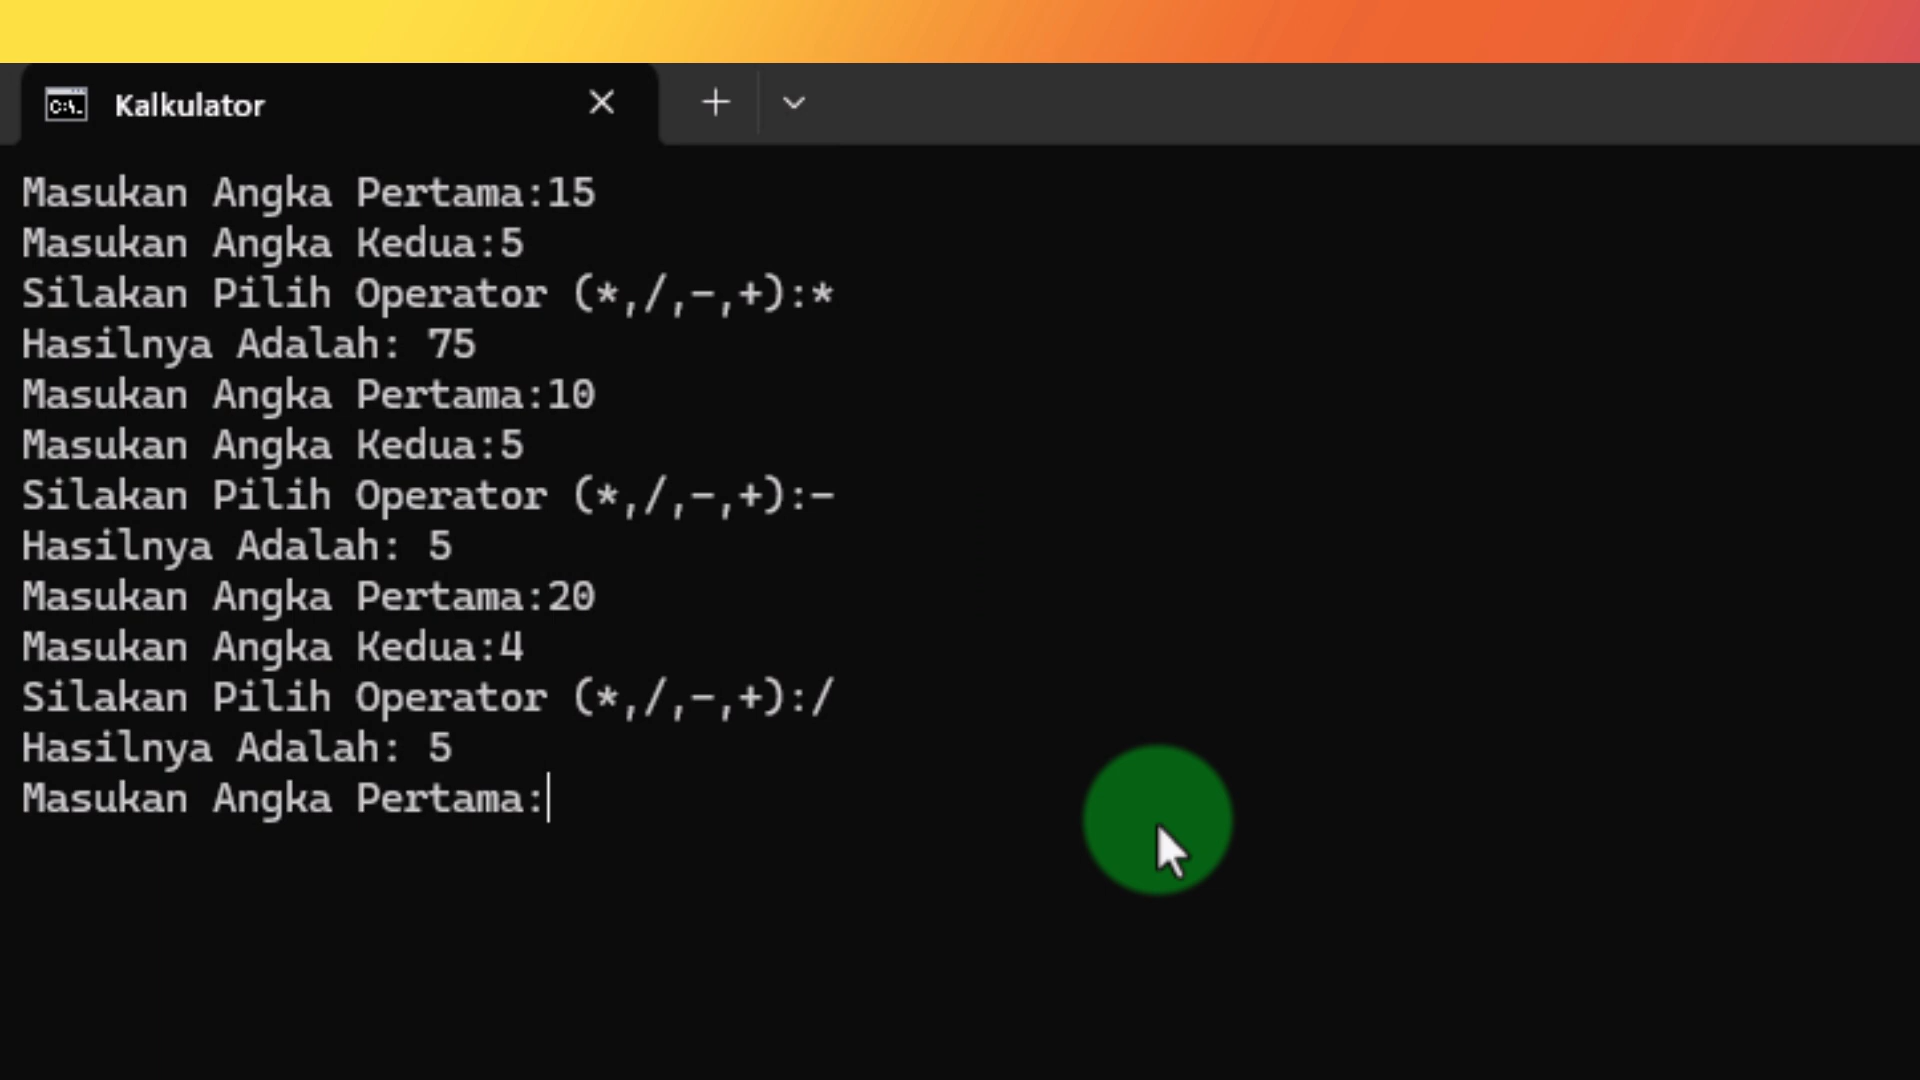 Kalkulator
Masukan Angka Pertama:15
Masukan Angka Kedua:5
Silakan Pilih Operator (*,/,-,+):*
Hasilnya Adalah: 75
Masukan Angka Pertama:10
Masukan Angka Kedua:5
Silakan Pilih Operator (*,/,-,+):-
Hasilnya Adalah: 5
Masukan Angka Pertama:20
Masukan Angka Kedua:4
Silakan Pilih Operator (*,/,-,+):/
Hasilnya Adalah: 5
Masukan Angka Pertama: